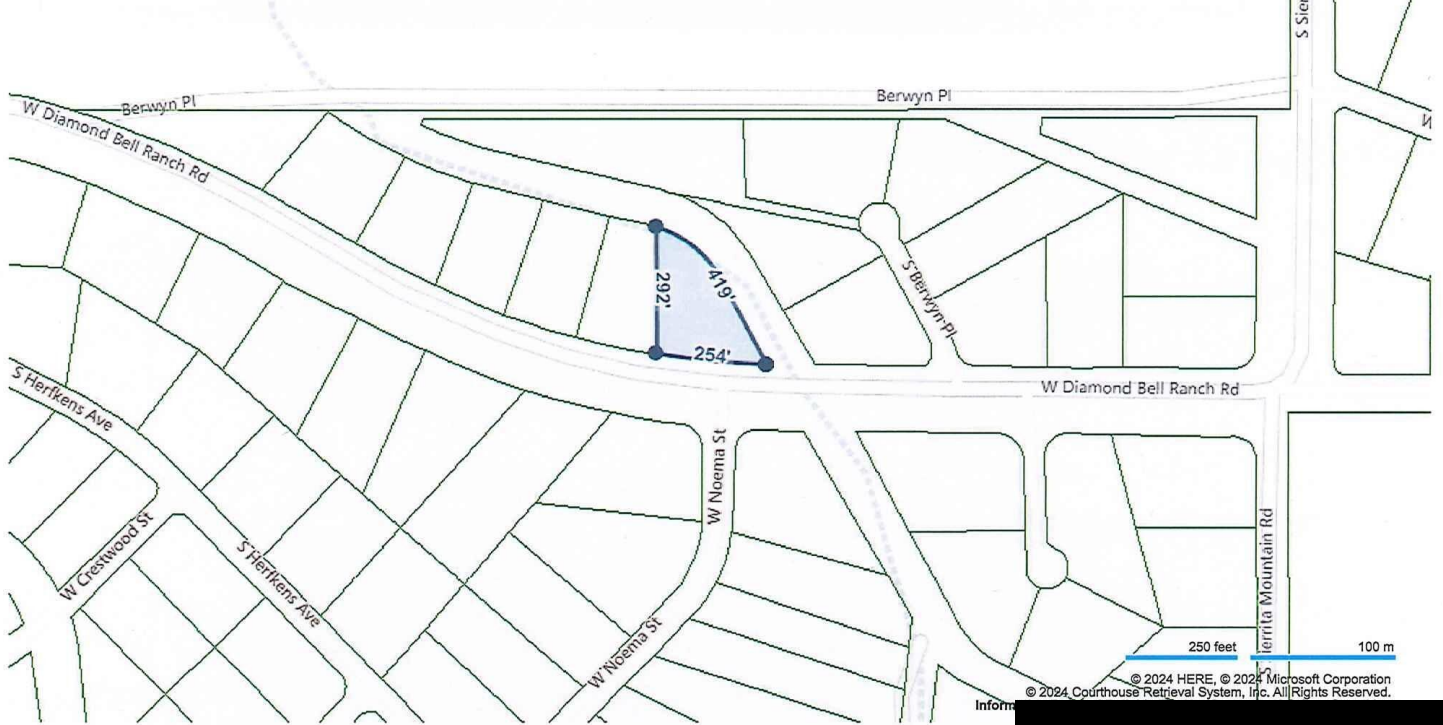 S Sier
Berwyn Pl
Berwyn Pl
W Diamond Bell Ranch Rd
292'
419'
S Berwyn Pl
254'
W Diamond Bell Ranch Rd
S Herfkens Ave
W Noema St
W Crestwood St
S Herfkens Ave
W Noema St
S Sierrita Mountain Rd
250 feet
100 m
© 2024 HERE, © 2024 Microsoft Corporation
© 2024 Courthouse Retrieval System, Inc. All Rights Reserved.
Inform